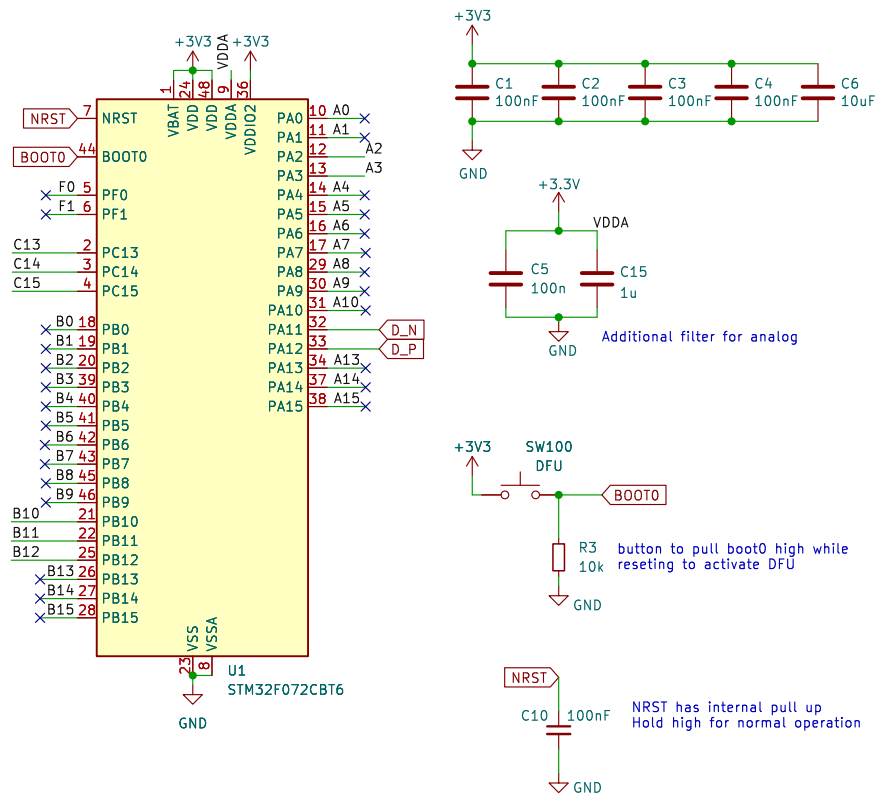 +3V3
+3V3
VDDA
1
24
48
9
36
VBAT
VDD
VDD
VDDA
VDDIO2
NRST
7
NRST
BOOT0
44
BOOT0
F0
5
PF0
F1
6
PF1
C13
2
PC13
C14
3
PC14
C15
4
PC15
B0
18
PB0
B1
19
PB1
B2
20
PB2
B3
39
PB3
B4
40
PB4
B5
41
PB5
B6
42
PB6
B7
43
PB7
B8
45
PB8
B9
46
PB9
B10
21
PB10
B11
22
PB11
B12
25
PB12
B13
26
PB13
B14
27
PB14
B15
28
PB15
PA0
10
A0
PA1
11
A1
PA2
12
A2
PA3
13
A3
PA4
14
A4
PA5
15
A5
PA6
16
A6
PA7
17
A7
PA8
29
A8
PA9
30
A9
PA10
31
A10
PA11
32
D_N
PA12
33
D_P
PA13
34
A13
PA14
37
A14
PA15
38
A15
VSS
VSSA
23
8
U1
STM32F072CBT6
GND
+3V3
C1
100nF
C2
100nF
C3
100nF
C4
100nF
C6
10uF
GND
+3.3V
VDDA
C5
100n
C15
1u
GND
Additional filter for analog
+3V3
SW100
DFU
BOOT0
R3
10k
button to pull boot0 high while
reseting to activate DFU
GND
NRST
C10
100nF
NRST has internal pull up
Hold high for normal operation
GND